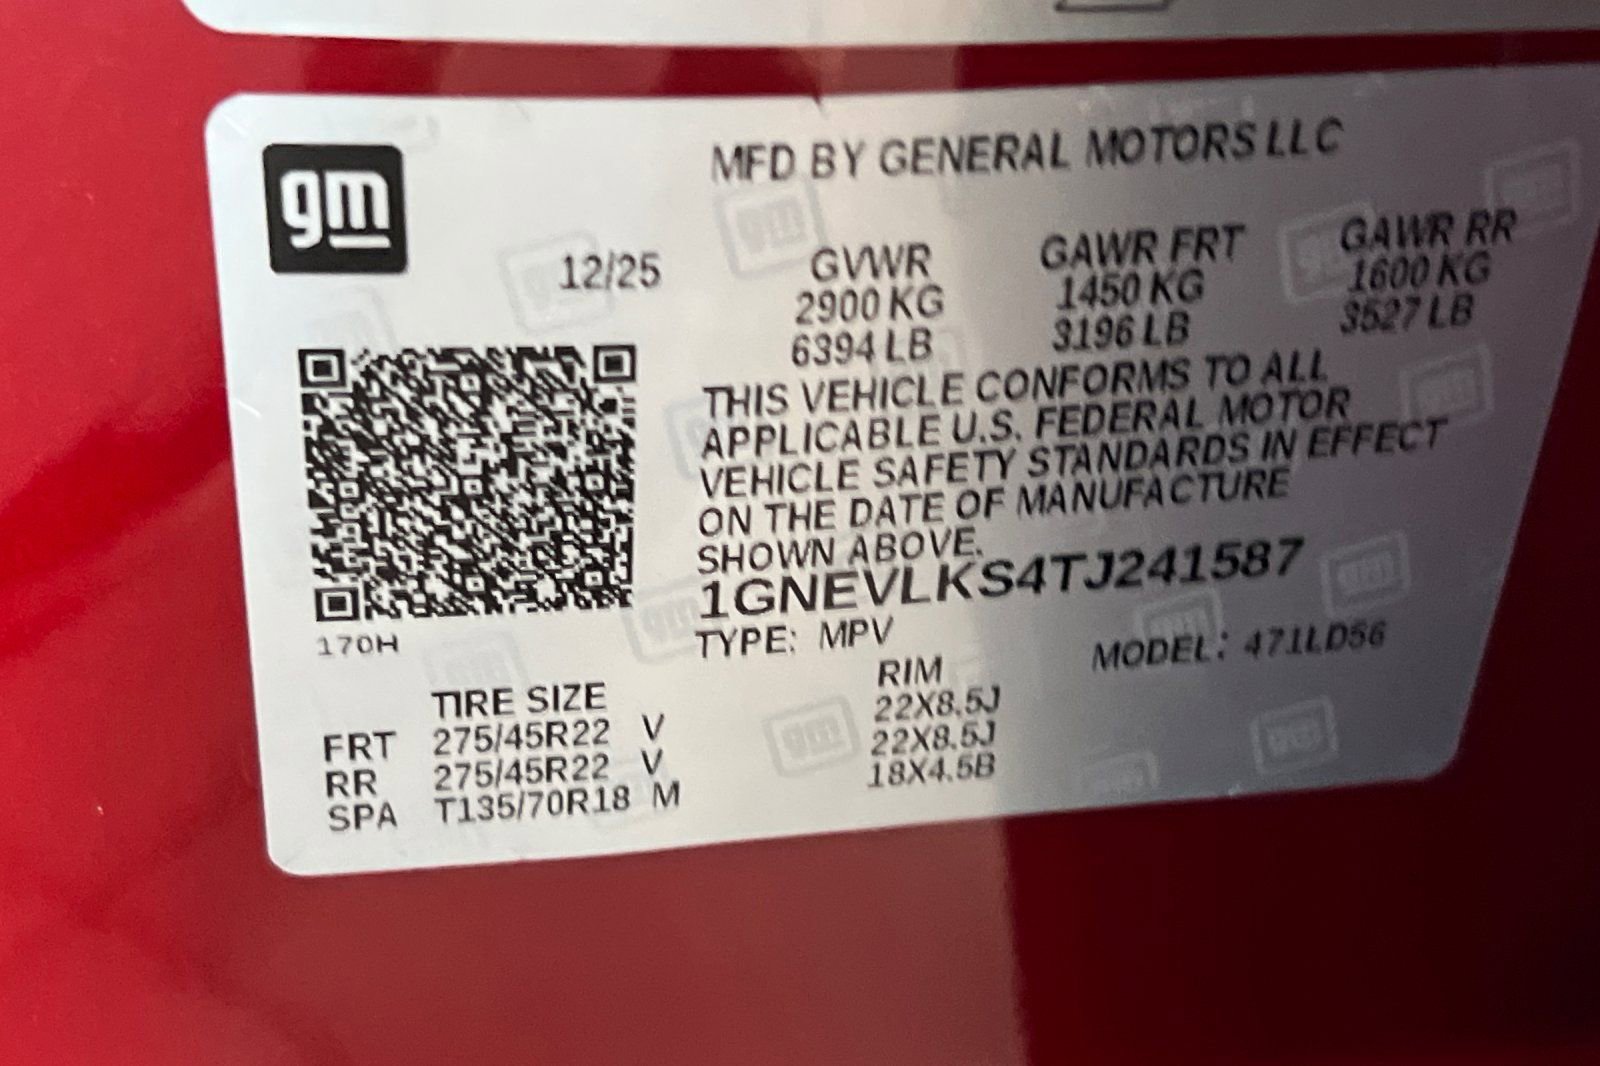 gm
MFD BY GENERAL MOTORS LLC
12/25
GVWR GAWR FRT GAWR RR
2900 KG 1450 KG 1600 KG
6394 LB 3196 LB 3527 LB
THIS VEHICLE CONFORMS TO ALL
APPLICABLE U.S. FEDERAL MOTOR
VEHICLE SAFETY STANDARDS IN EFFECT
ON THE DATE OF MANUFACTURE
SHOWN ABOVE.
1GNEVLKS4TJ241587
170H
TYPE: MPV MODEL: 471LD56
TIRE SIZE RIM
FRT 275/45R22 V 22X8.5J
RR 275/45R22 V 22X8.5J
SPA T135/70R18 M 18X4.5B